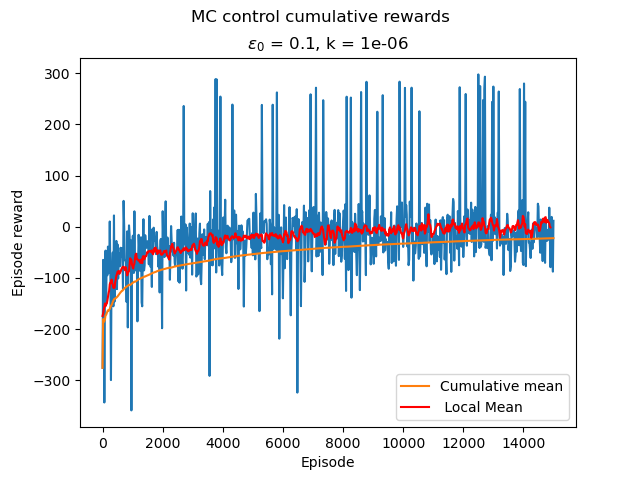 MC control cumulative rewards
ε₀ = 0.1, k = 1e-06
300
200
100
0
−100
−200
−300
Episode reward
0 2000 4000 6000 8000 10000 12000 14000
Episode
Cumulative mean
Local Mean